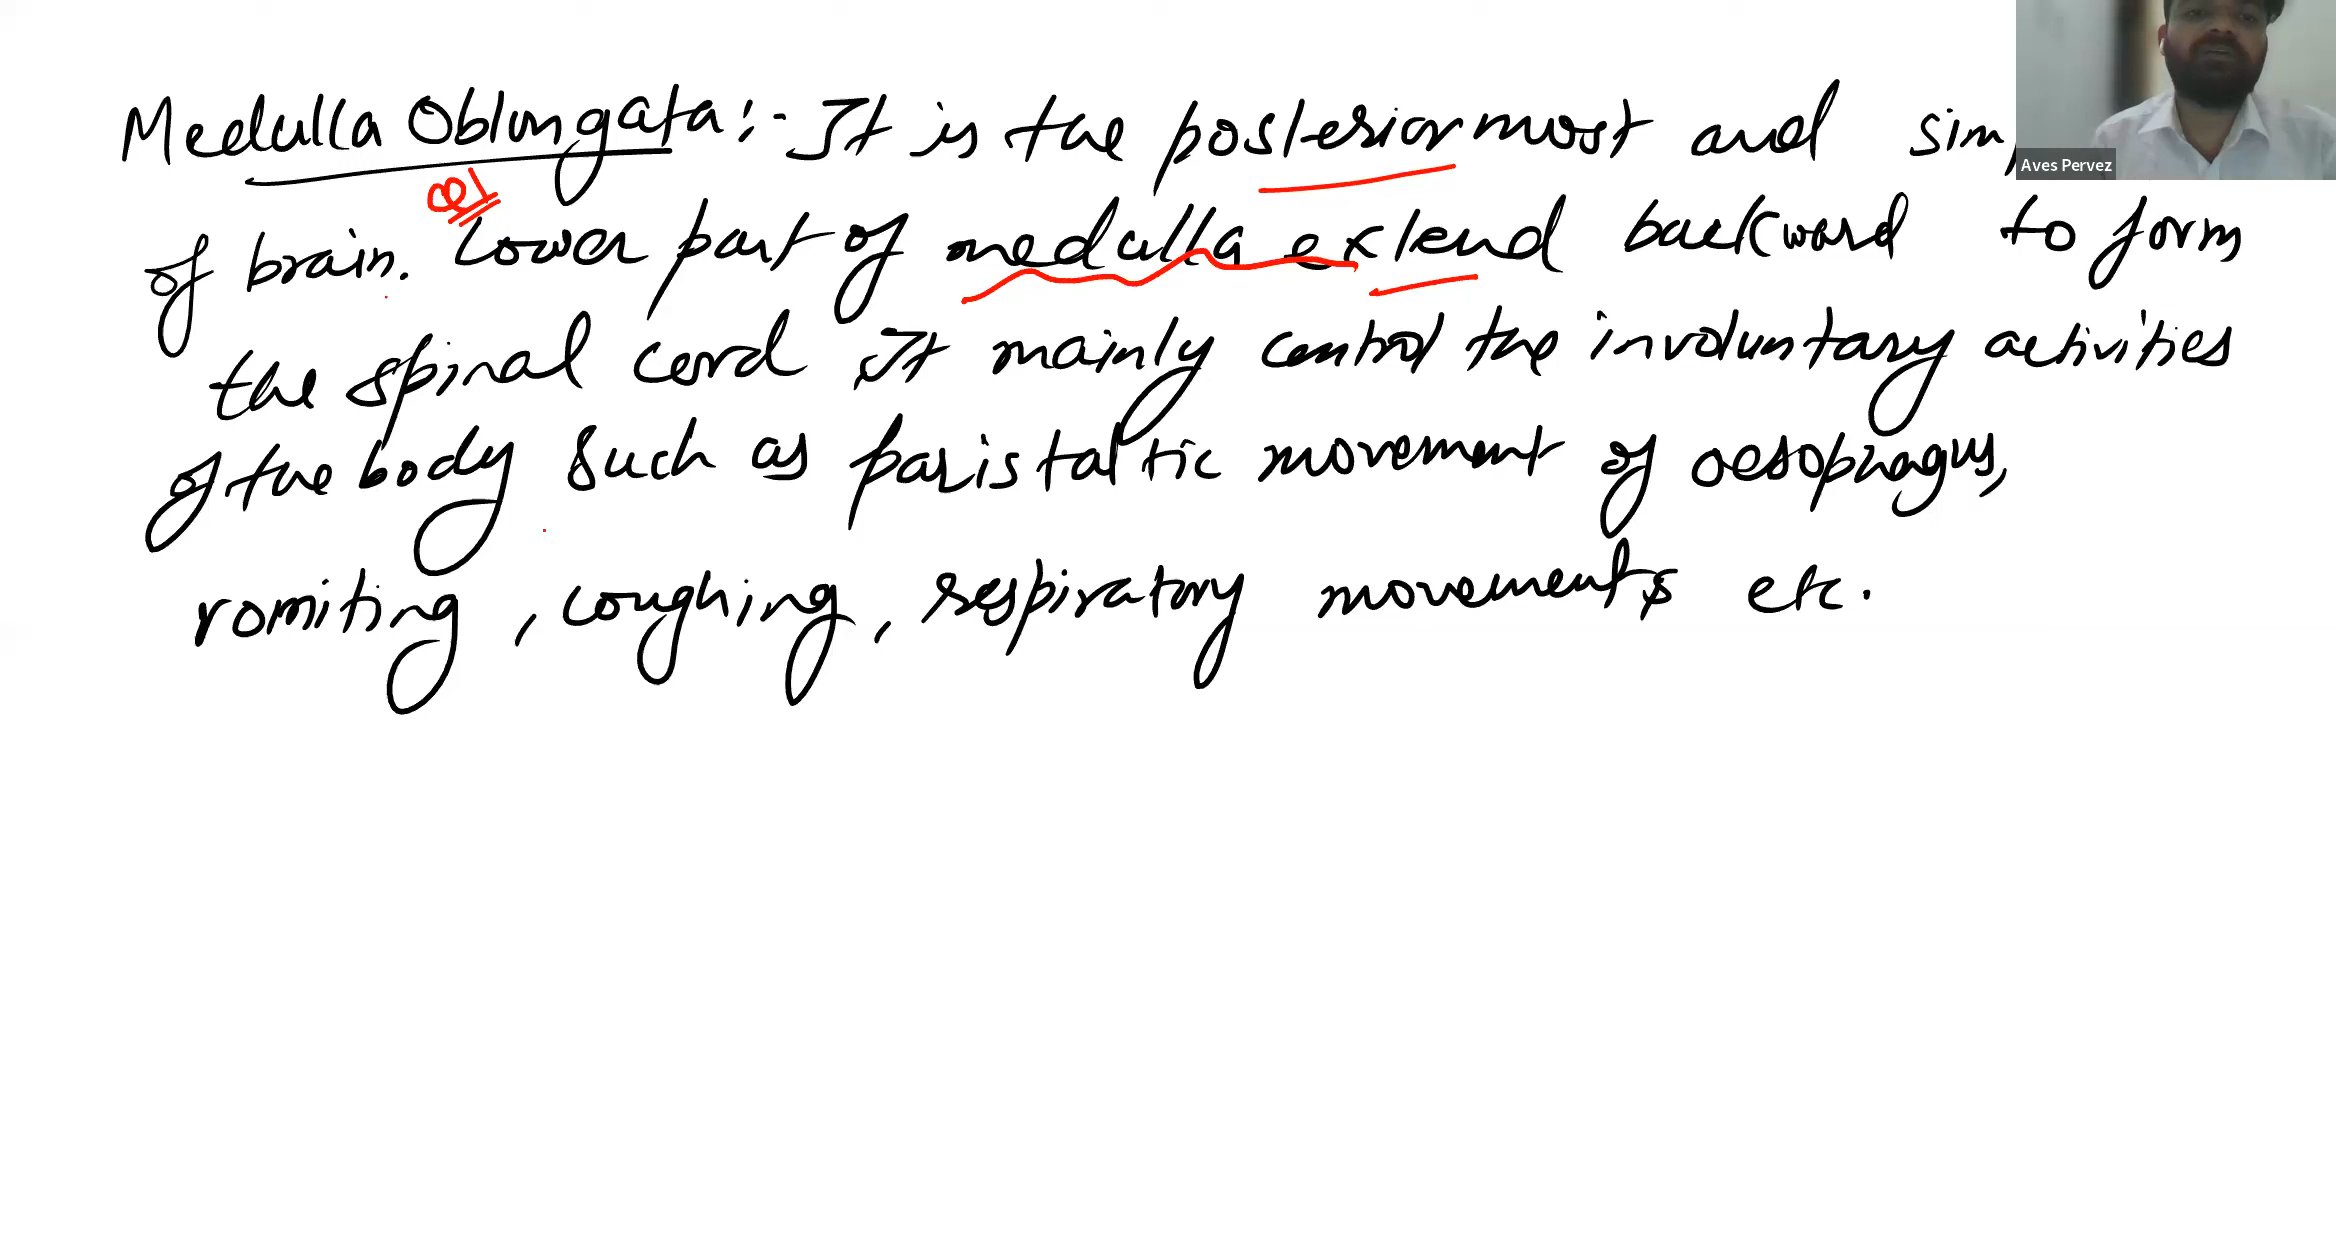 Medulla Oblongata:- It is the posterior most and sim
Aves Pervez
of brain. Lower part of medulla extend backward to form
the spinal cord. It mainly control the involuntary activities
of the body such as paristaltic movement of oesophagus,
vomiting, coughing, respiratory movements etc.